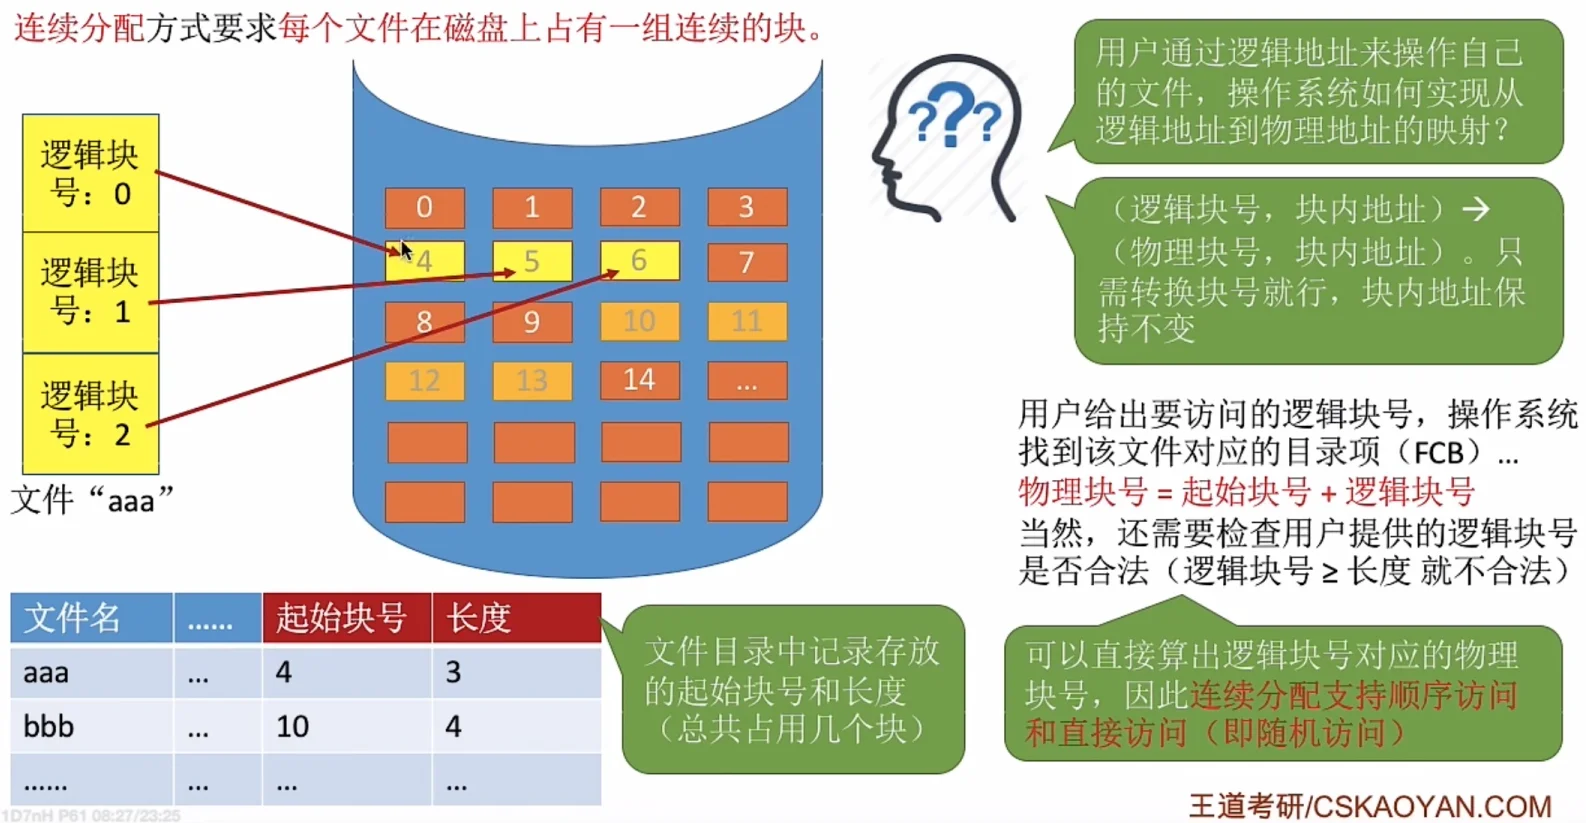 连续分配方式要求每个文件在磁盘上占有一组连续的块。
逻辑块
号：0
逻辑块
号：1
逻辑块
号：2
文件“aaa”
0 1 2 3
4 5 6 7
8 9 10 11
12 13 14 ...
???
用户通过逻辑地址来操作自己
的文件，操作系统如何实现从
逻辑地址到物理地址的映射？
（逻辑块号，块内地址）→
（物理块号，块内地址）。只
需转换块号就行，块内地址保
持不变
用户给出要访问的逻辑块号，操作系统
找到该文件对应的目录项（FCB）...
物理块号 = 起始块号 + 逻辑块号
当然，还需要检查用户提供的逻辑块号
是否合法（逻辑块号 ≥ 长度 就不合法）
可以直接算出逻辑块号对应的物理
块号，因此连续分配支持顺序访问
和直接访问（即随机访问）
文件名 …… 起始块号 长度
aaa ... 4 3
bbb ... 10 4
…… ... ... ...
文件目录中记录存放
的起始块号和长度
（总共占用几个块）
王道考研/CSKAOYAN.COM
1D7nH P61 08:27/23:25